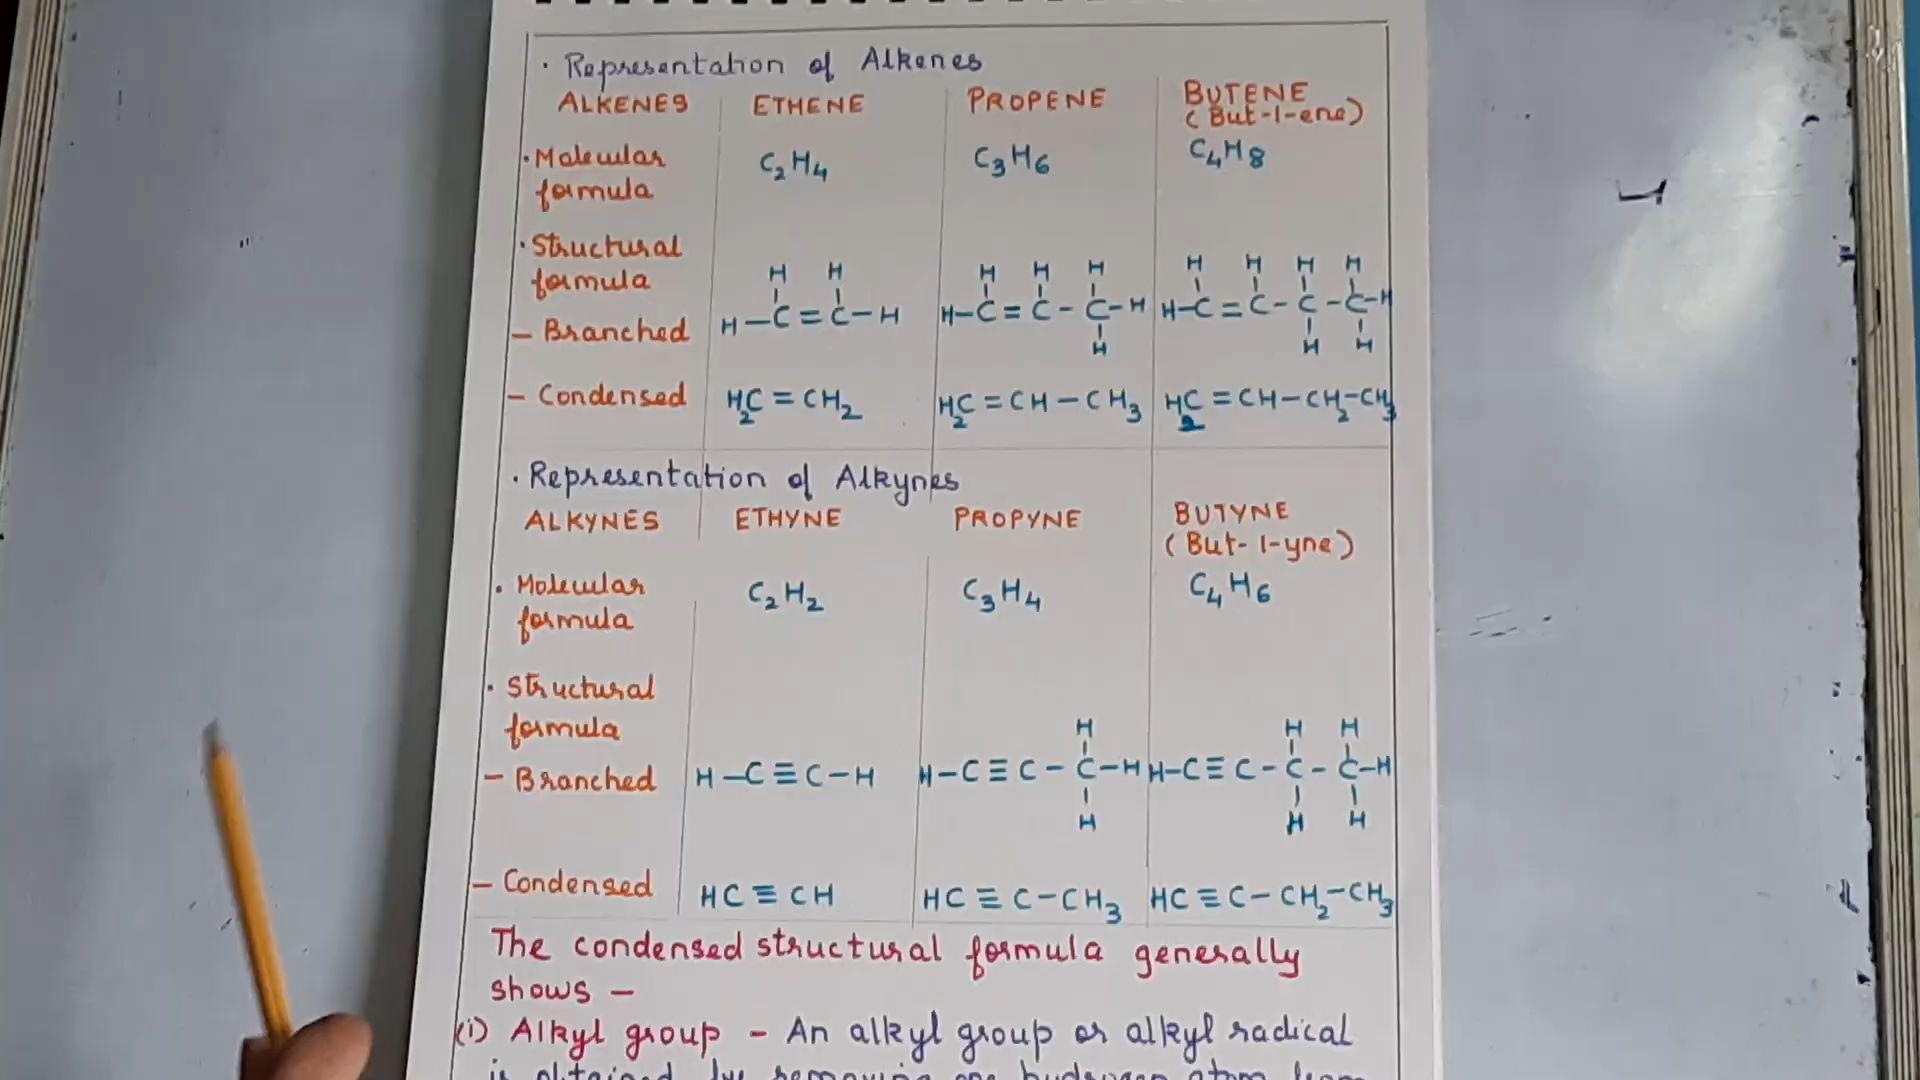 · Representation of Alkenes
ALKENES ETHENE PROPENE BUTENE
(But-1-ene)
· Molecular formula C₂H₄ C₃H₆ C₄H₈
· Structural formula
H H H H H H H H H
– Branched H–C=C–H H–C=C–C–H H–C=C–C–C–H
H H H
– Condensed H₂C=CH₂ H₂C=CH–CH₃ H₂C=CH–CH₂–CH₃
· Representation of Alkynes
ALKYNES ETHYNE PROPYNE BUTYNE
(But-1-yne)
· Molecular formula C₂H₂ C₃H₄ C₄H₆
· Structural formula
H H H
– Branched H–C≡C–H H–C≡C–C–H H–C≡C–C–C–H
H H H
– Condensed HC≡CH HC≡C–CH₃ HC≡C–CH₂–CH₃
The condensed structural formula generally
shows –
(i) Alkyl group – An alkyl group or alkyl radical